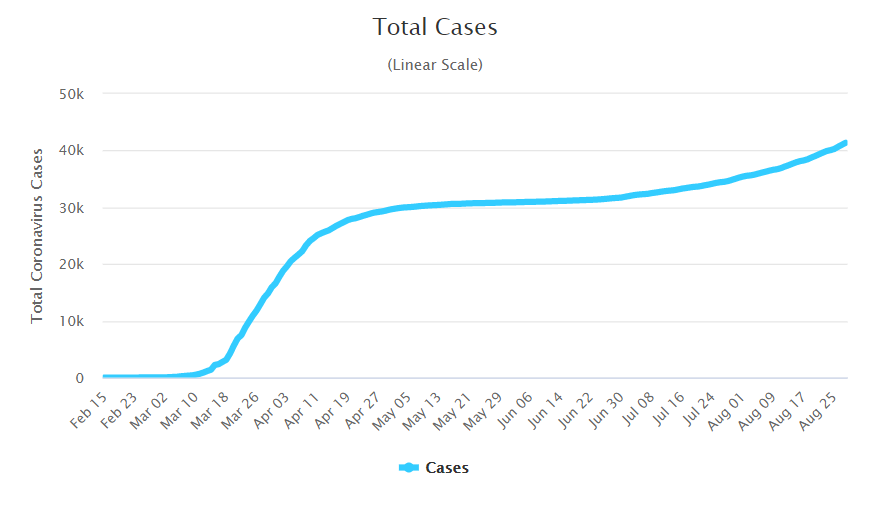 Total Cases
(Linear Scale)
Total Coronavirus Cases
50k
40k
30k
20k
10k
0
Feb 15
Feb 23
Mar 02
Mar 10
Mar 18
Mar 26
Apr 03
Apr 11
Apr 19
Apr 27
May 05
May 13
May 21
May 29
Jun 06
Jun 14
Jun 22
Jun 30
Jul 08
Jul 16
Jul 24
Aug 01
Aug 09
Aug 17
Aug 25
Cases